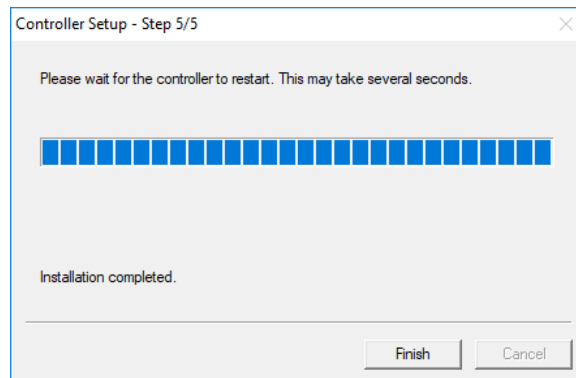 Controller Setup - Step 5/5
Please wait for the controller to restart. This may take several seconds.
Installation completed.
Finish
Cancel